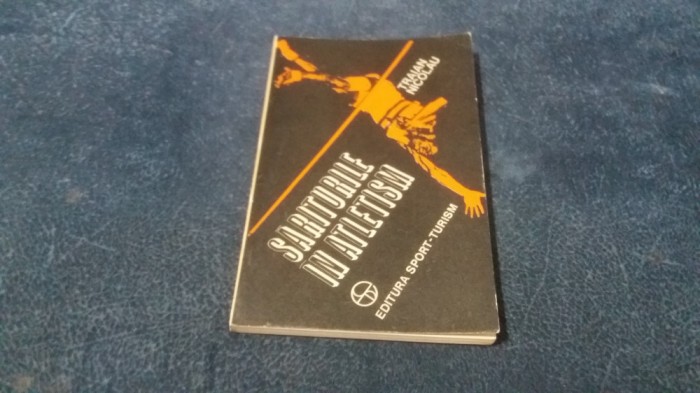 TRAIAN
NICOLAU
SARITURILE
IN ATLETISM
EDITURA SPORT-TURISM